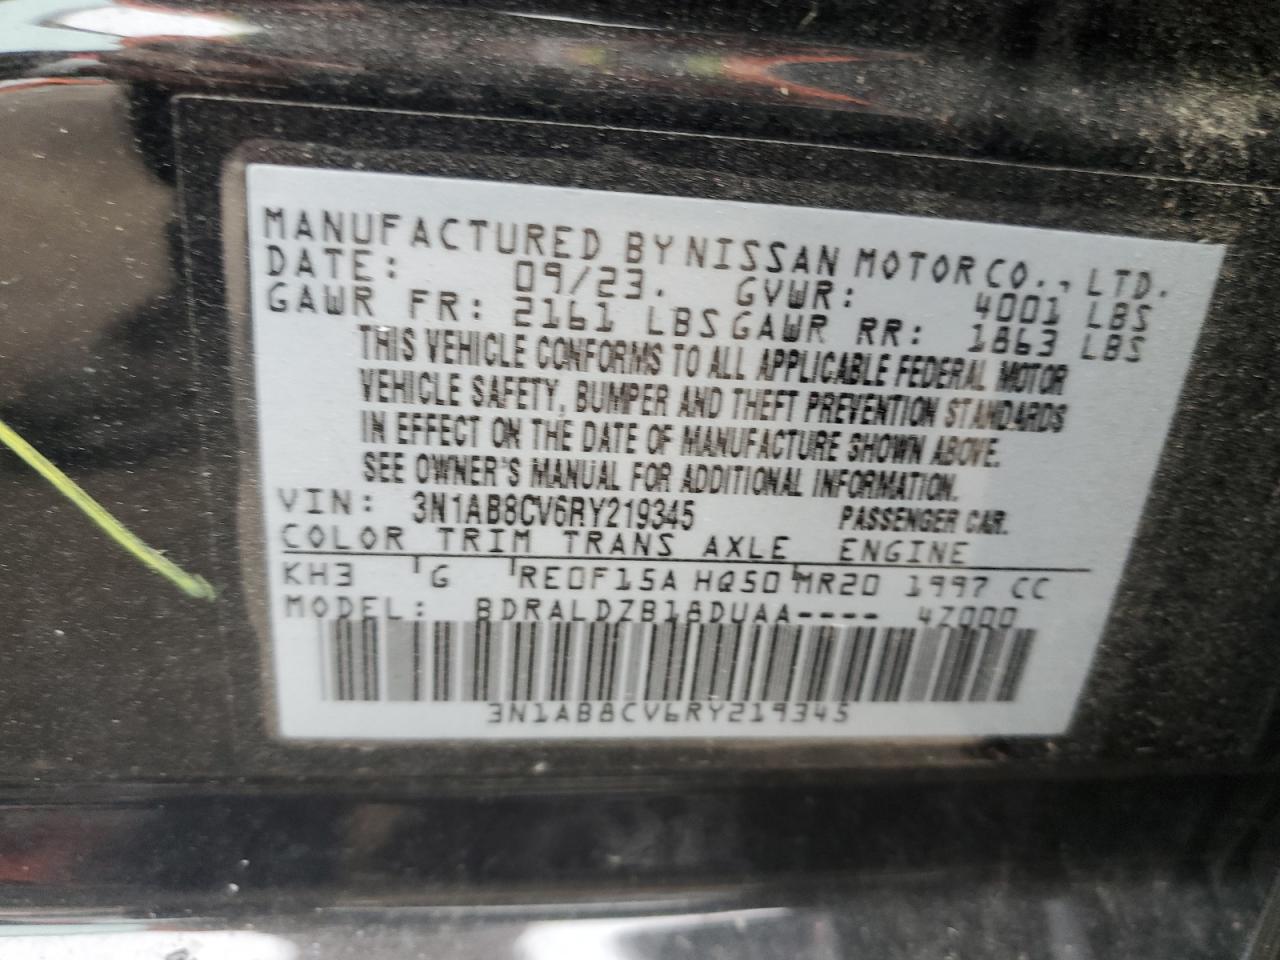 MANUFACTURED BY NISSAN MOTOR CO., LTD.
DATE: 09/23. GVWR: 4001 LBS
GAWR FR: 2161 LBS GAWR RR: 1863 LBS
THIS VEHICLE CONFORMS TO ALL APPLICABLE FEDERAL MOTOR
VEHICLE SAFETY, BUMPER AND THEFT PREVENTION STANDARDS
IN EFFECT ON THE DATE OF MANUFACTURE SHOWN ABOVE.
SEE OWNER'S MANUAL FOR ADDITIONAL INFORMATION.
VIN: 3N1AB8CV6RY219345 PASSENGER CAR.
COLOR TRIM TRANS AXLE ENGINE
KH3 G RE0F15A HQ50 MR20 1997 CC
MODEL: BDRALDZB18DUAA---- 4Z000
3N1AB8CV6RY219345